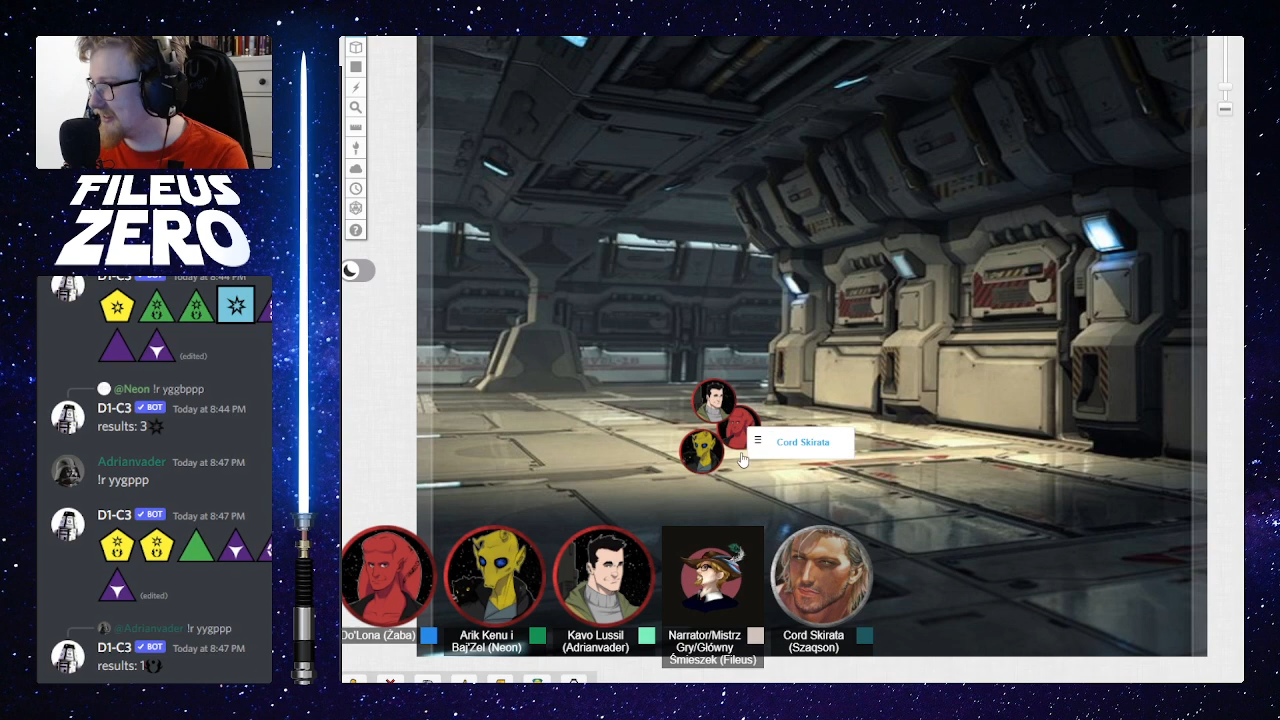 FILEUS
ZERO
D1-C3 BOT Today at 8:44 PM
(edited)
@Neon !r yggbppp
D1-C3 ✓ BOT Today at 8:44 PM
results: 3
Adrianvader Today at 8:47 PM
!r yygppp
D1-C3 ✓ BOT Today at 8:47 PM
(edited)
@Adrianvader !r yygppp
D1-C3 ✓ BOT Today at 8:47 PM
results: 1
Cord Skirata
Do'Lona (Żaba)
Arik Kenu i
Baj'Zel (Neon)
Kavo Lussil
(Adrianvader)
Narrator/Mistrz
Gry/Główny
Śmieszek (Fileus)
Cord Skirata
(Szaqson)